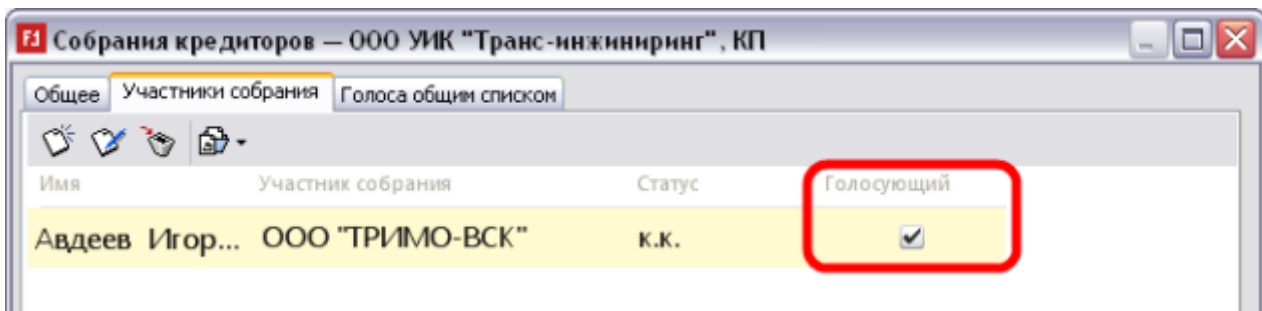 Собрания кредиторов — ООО УИК "Транс-инжиниринг", КП
Общее Участники собрания Голоса общим списком
Имя Участник собрания Статус Голосующий
Авдеев Игор... ООО "ТРИМО-ВСК" к.к.